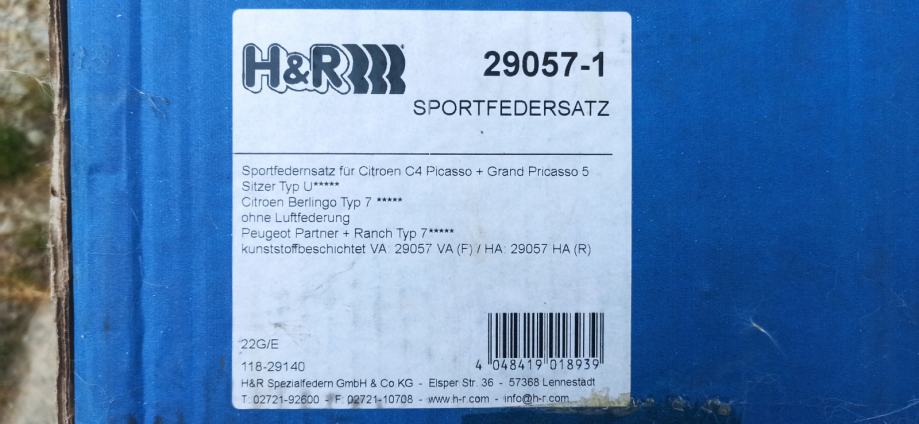 H&R
29057-1
SPORTFEDERSATZ
Sportfedernsatz für Citroen C4 Picasso + Grand Pricasso 5
Sitzer Typ U*****
Citroen Berlingo Typ 7 *****
ohne Luftfederung
Peugeot Partner + Ranch Typ 7*****
kunststoffbeschichtet VA: 29057 VA (F) / HA: 29057 HA (R)
22G/E
118-29140
4 048419 018939
H&R Spezialfedern GmbH & Co KG - Elsper Str. 36 - 57368 Lennestadt
T: 02721-92600 - F: 02721-10708 - www.h-r.com - info@h-r.com